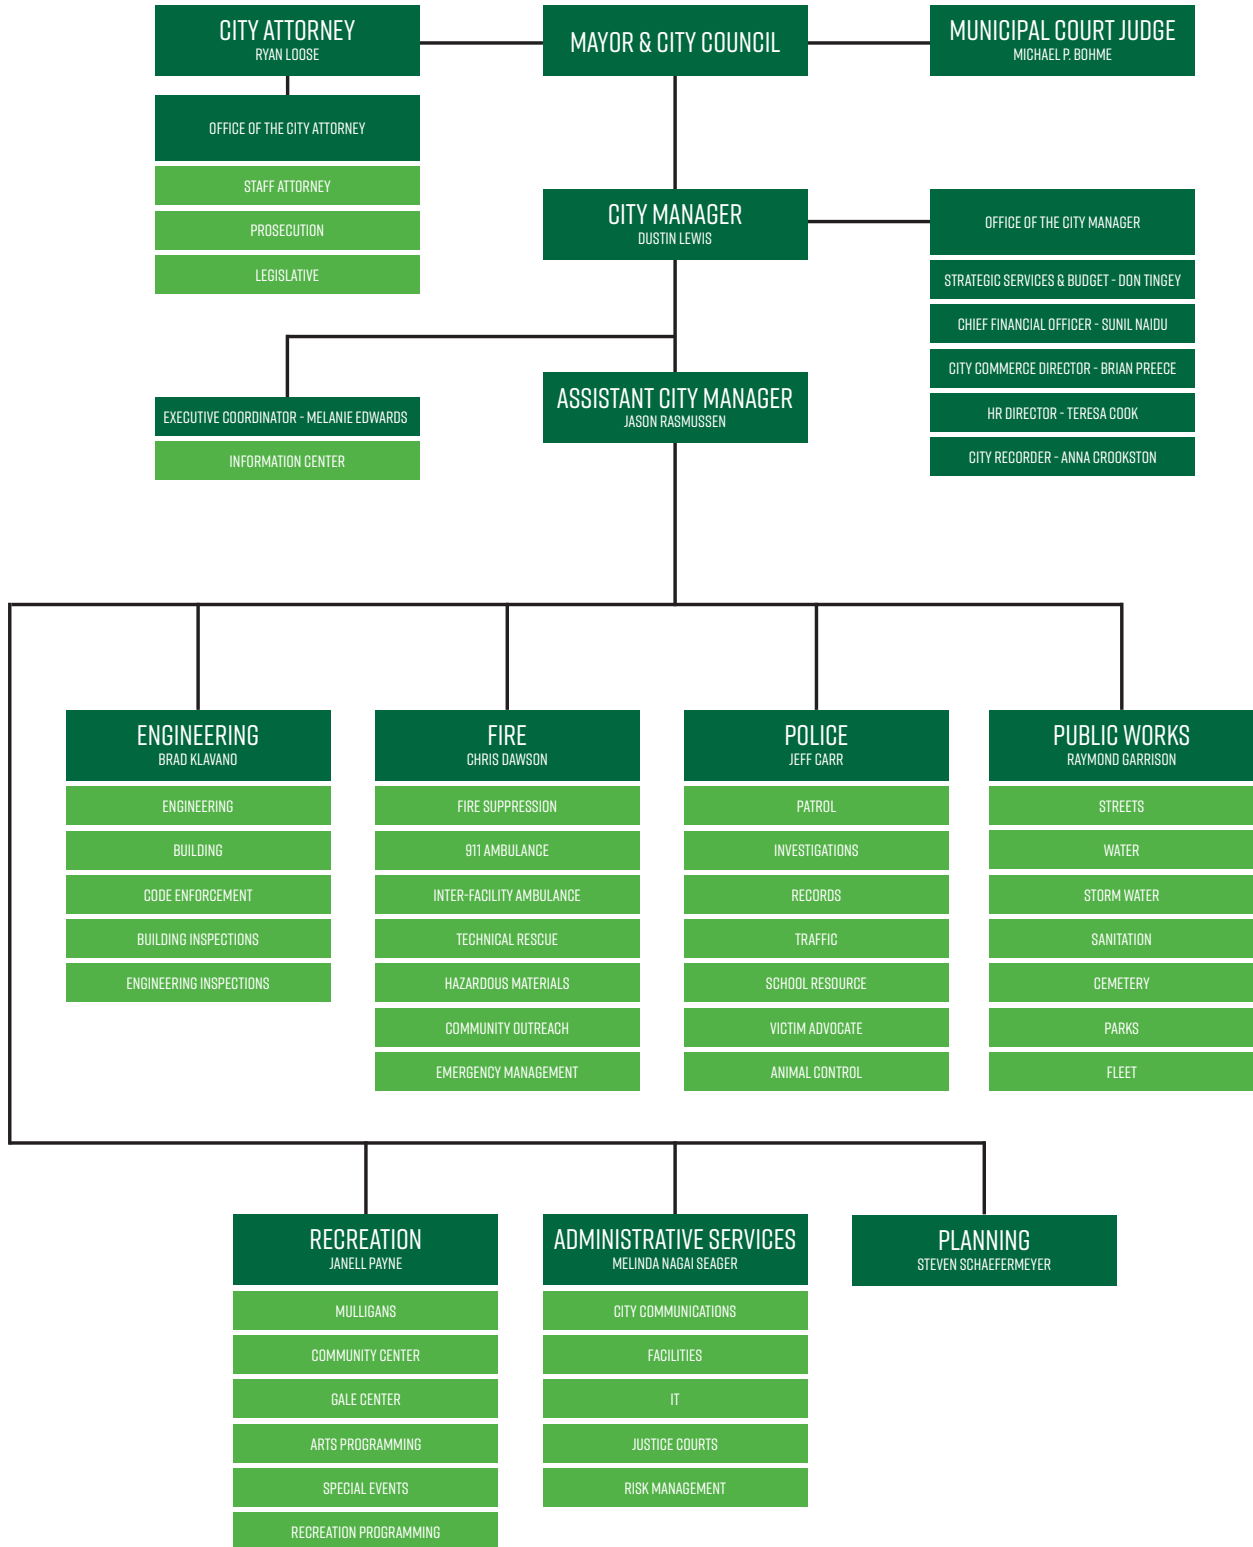 CITY ATTORNEY
RYAN LOOSE
MAYOR & CITY COUNCIL
MUNICIPAL COURT JUDGE
MICHAEL P. BOHME
OFFICE OF THE CITY ATTORNEY
STAFF ATTORNEY
PROSECUTION
LEGISLATIVE
CITY MANAGER
DUSTIN LEWIS
OFFICE OF THE CITY MANAGER
STRATEGIC SERVICES & BUDGET - DON TINGEY
CHIEF FINANCIAL OFFICER - SUNIL NAIDU
CITY COMMERCE DIRECTOR - BRIAN PREECE
HR DIRECTOR - TERESA COOK
CITY RECORDER - ANNA CROOKSTON
EXECUTIVE COORDINATOR - MELANIE EDWARDS
INFORMATION CENTER
ASSISTANT CITY MANAGER
JASON RASMUSSEN
ENGINEERING
BRAD KLAVANO
ENGINEERING
BUILDING
CODE ENFORCEMENT
BUILDING INSPECTIONS
ENGINEERING INSPECTIONS
FIRE
CHRIS DAWSON
FIRE SUPPRESSION
911 AMBULANCE
INTER-FACILITY AMBULANCE
TECHNICAL RESCUE
HAZARDOUS MATERIALS
COMMUNITY OUTREACH
EMERGENCY MANAGEMENT
POLICE
JEFF CARR
PATROL
INVESTIGATIONS
RECORDS
TRAFFIC
SCHOOL RESOURCE
VICTIM ADVOCATE
ANIMAL CONTROL
PUBLIC WORKS
RAYMOND GARRISON
STREETS
WATER
STORM WATER
SANITATION
CEMETERY
PARKS
FLEET
RECREATION
JANELL PAYNE
MULLIGANS
COMMUNITY CENTER
GALE CENTER
ARTS PROGRAMMING
SPECIAL EVENTS
RECREATION PROGRAMMING
ADMINISTRATIVE SERVICES
MELINDA NAGAI SEAGER
CITY COMMUNICATIONS
FACILITIES
IT
JUSTICE COURTS
RISK MANAGEMENT
PLANNING
STEVEN SCHAEFERMEYER